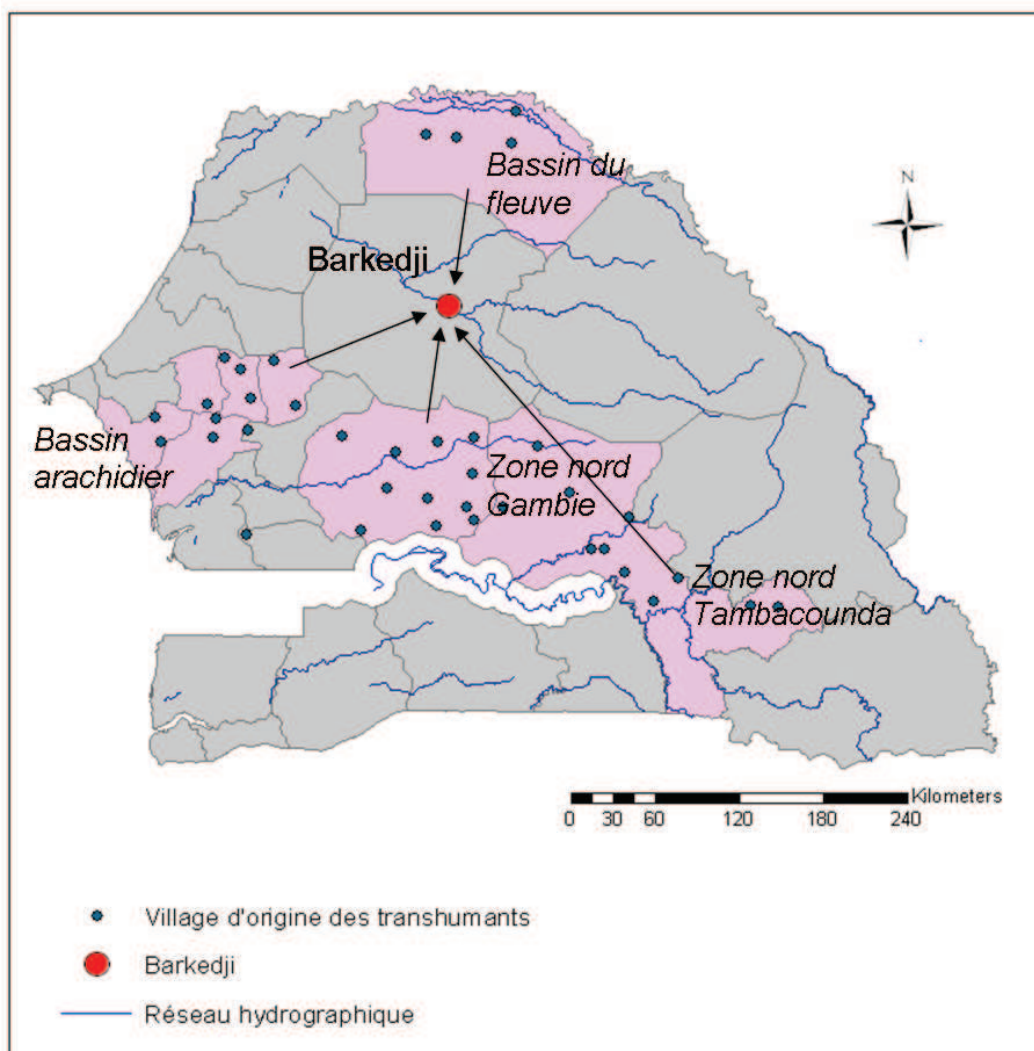 Bassin du
fleuve
N
Barkedji
Bassin
arachidier
Zone nord
Gambie
Zone nord
Tambacounda
Kilometers
0 30 60 120 180 240
Village d'origine des transhumants
Barkedji
Réseau hydrographique